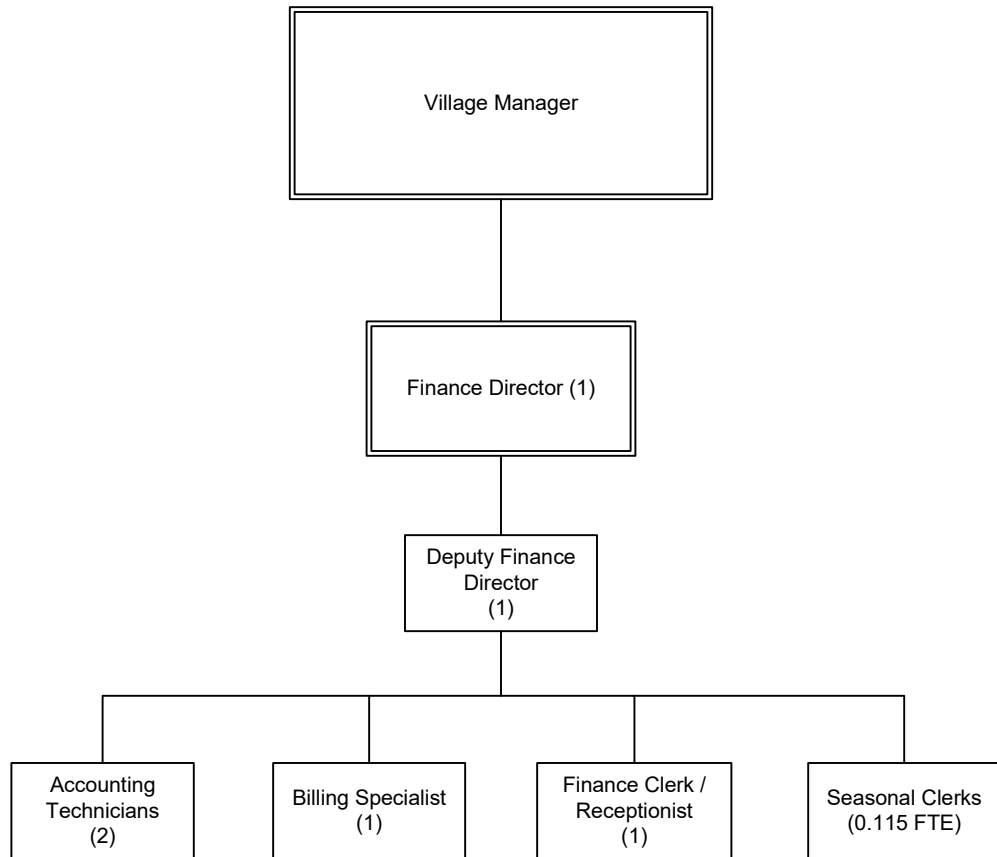 Village Manager
Finance Director (1)
Deputy Finance
Director
(1)
Accounting
Technicians
(2)
Billing Specialist
(1)
Finance Clerk /
Receptionist
(1)
Seasonal Clerks
(0.115 FTE)